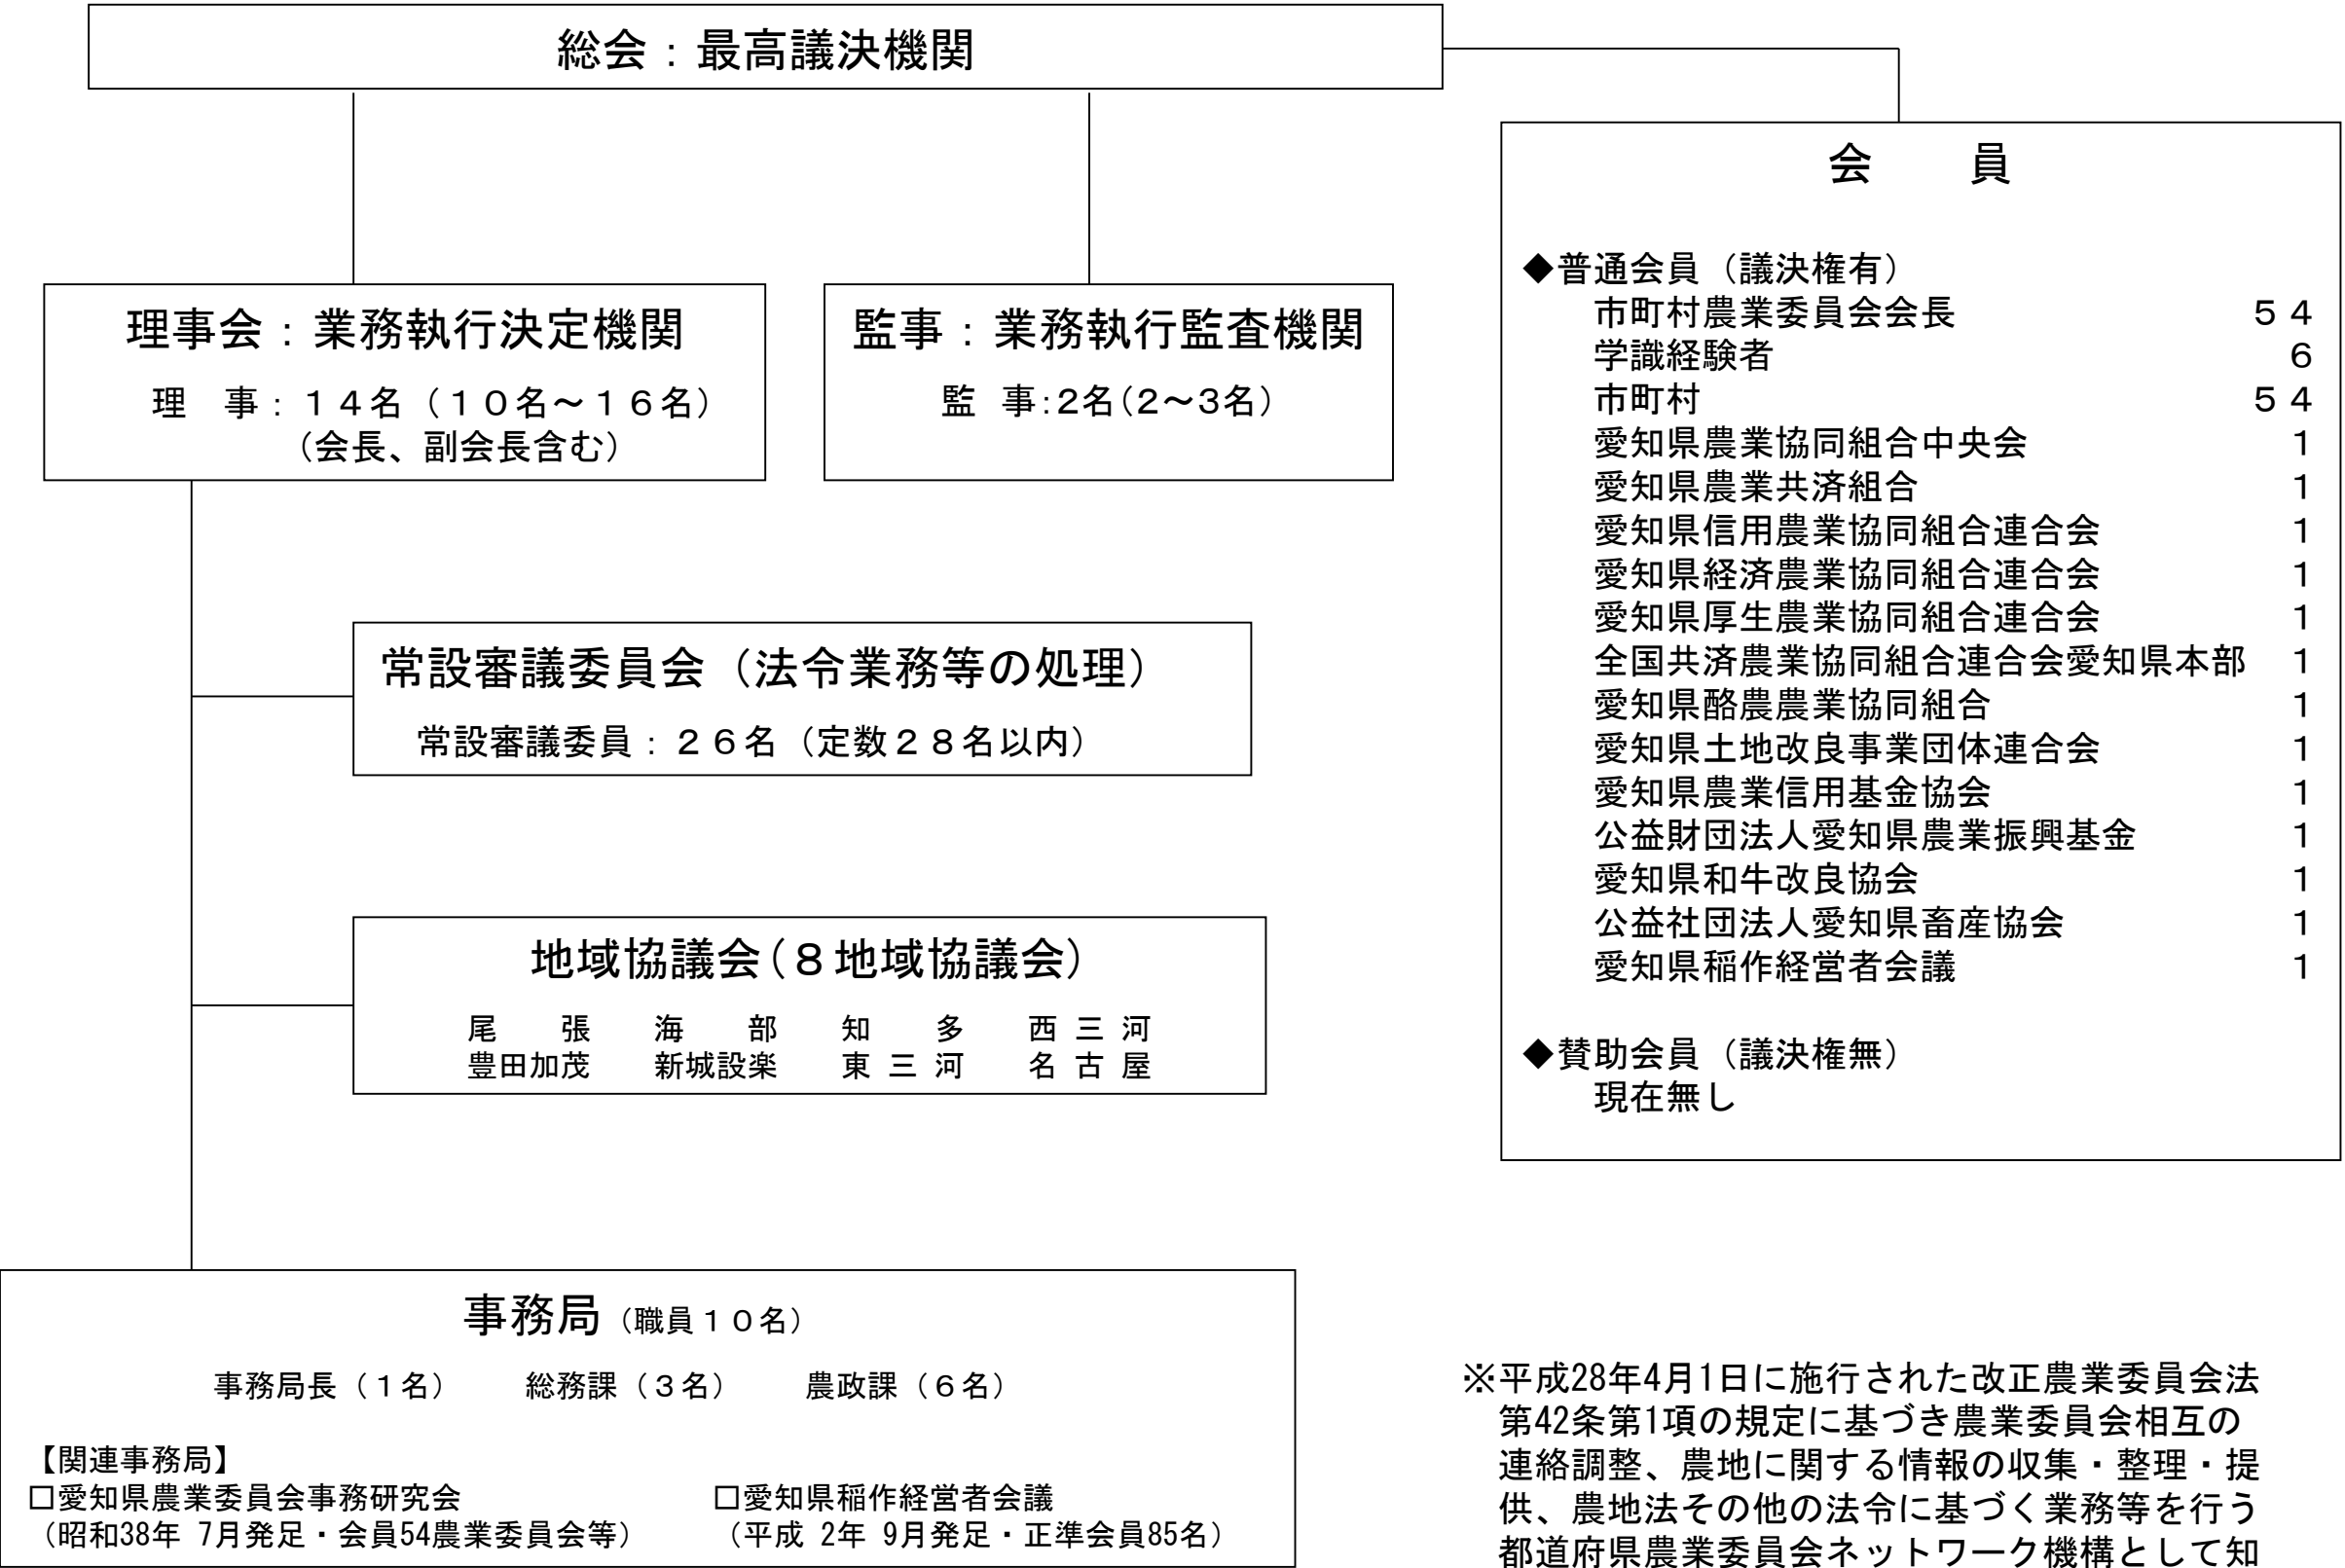 総会：最高議決機関
理事会：業務執行決定機関
理　事：１４名（１０名～１６名）
（会長、副会長含む）
監事：業務執行監査機関
監　事：2名（2～3名）
会　　員
◆普通会員（議決権有）
市町村農業委員会会長　５４
学識経験者　６
市町村　５４
愛知県農業協同組合中央会　１
愛知県農業共済組合　１
愛知県信用農業協同組合連合会　１
愛知県経済農業協同組合連合会　１
愛知県厚生農業協同組合連合会　１
全国共済農業協同組合連合会愛知県本部　１
愛知県酪農農業協同組合　１
愛知県土地改良事業団体連合会　１
愛知県農業信用基金協会　１
公益財団法人愛知県農業振興基金　１
愛知県和牛改良協会　１
公益社団法人愛知県畜産協会　１
愛知県稲作経営者会議　１
◆賛助会員（議決権無）
現在無し
常設審議委員会（法令業務等の処理）
常設審議委員：２６名（定数２８名以内）
地域協議会（８地域協議会）
尾　　張　　海　　部　　知　　多　　西 三 河
豊田加茂　　新城設楽　　東 三 河　　名 古 屋
事務局（職員１０名）
事務局長（１名）　　総務課（３名）　　農政課（６名）
【関連事務局】
□愛知県農業委員会事務研究会　　□愛知県稲作経営者会議
（昭和38年 7月発足・会員54農業委員会等）　　（平成 2年 9月発足・正准会員85名）
※平成28年4月1日に施行された改正農業委員会法
第42条第1項の規定に基づき農業委員会相互の
連絡調整、農地に関する情報の収集・整理・提
供、農地法その他の法令に基づく業務等を行う
都道府県農業委員会ネットワーク機構として知